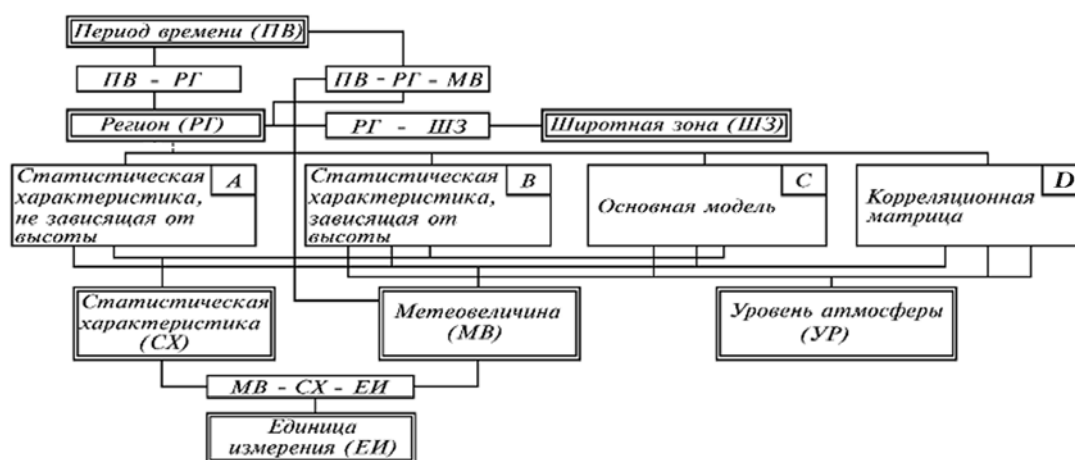 Период времени (ПВ)
ПВ - РГ
ПВ - РГ - МВ
Регион (РГ)
РГ - ШЗ
Широтная зона (ШЗ)
Статистическая
характеристика,
не зависящая от
высоты
A
Статистическая
характеристика,
зависящая от
высоты
B
Основная модель
C
Корреляционная
матрица
D
Статистическая
характеристика
(СХ)
Метеовеличина
(МВ)
Уровень атмосферы
(УР)
МВ - СХ - ЕИ
Единица
измерения (ЕИ)